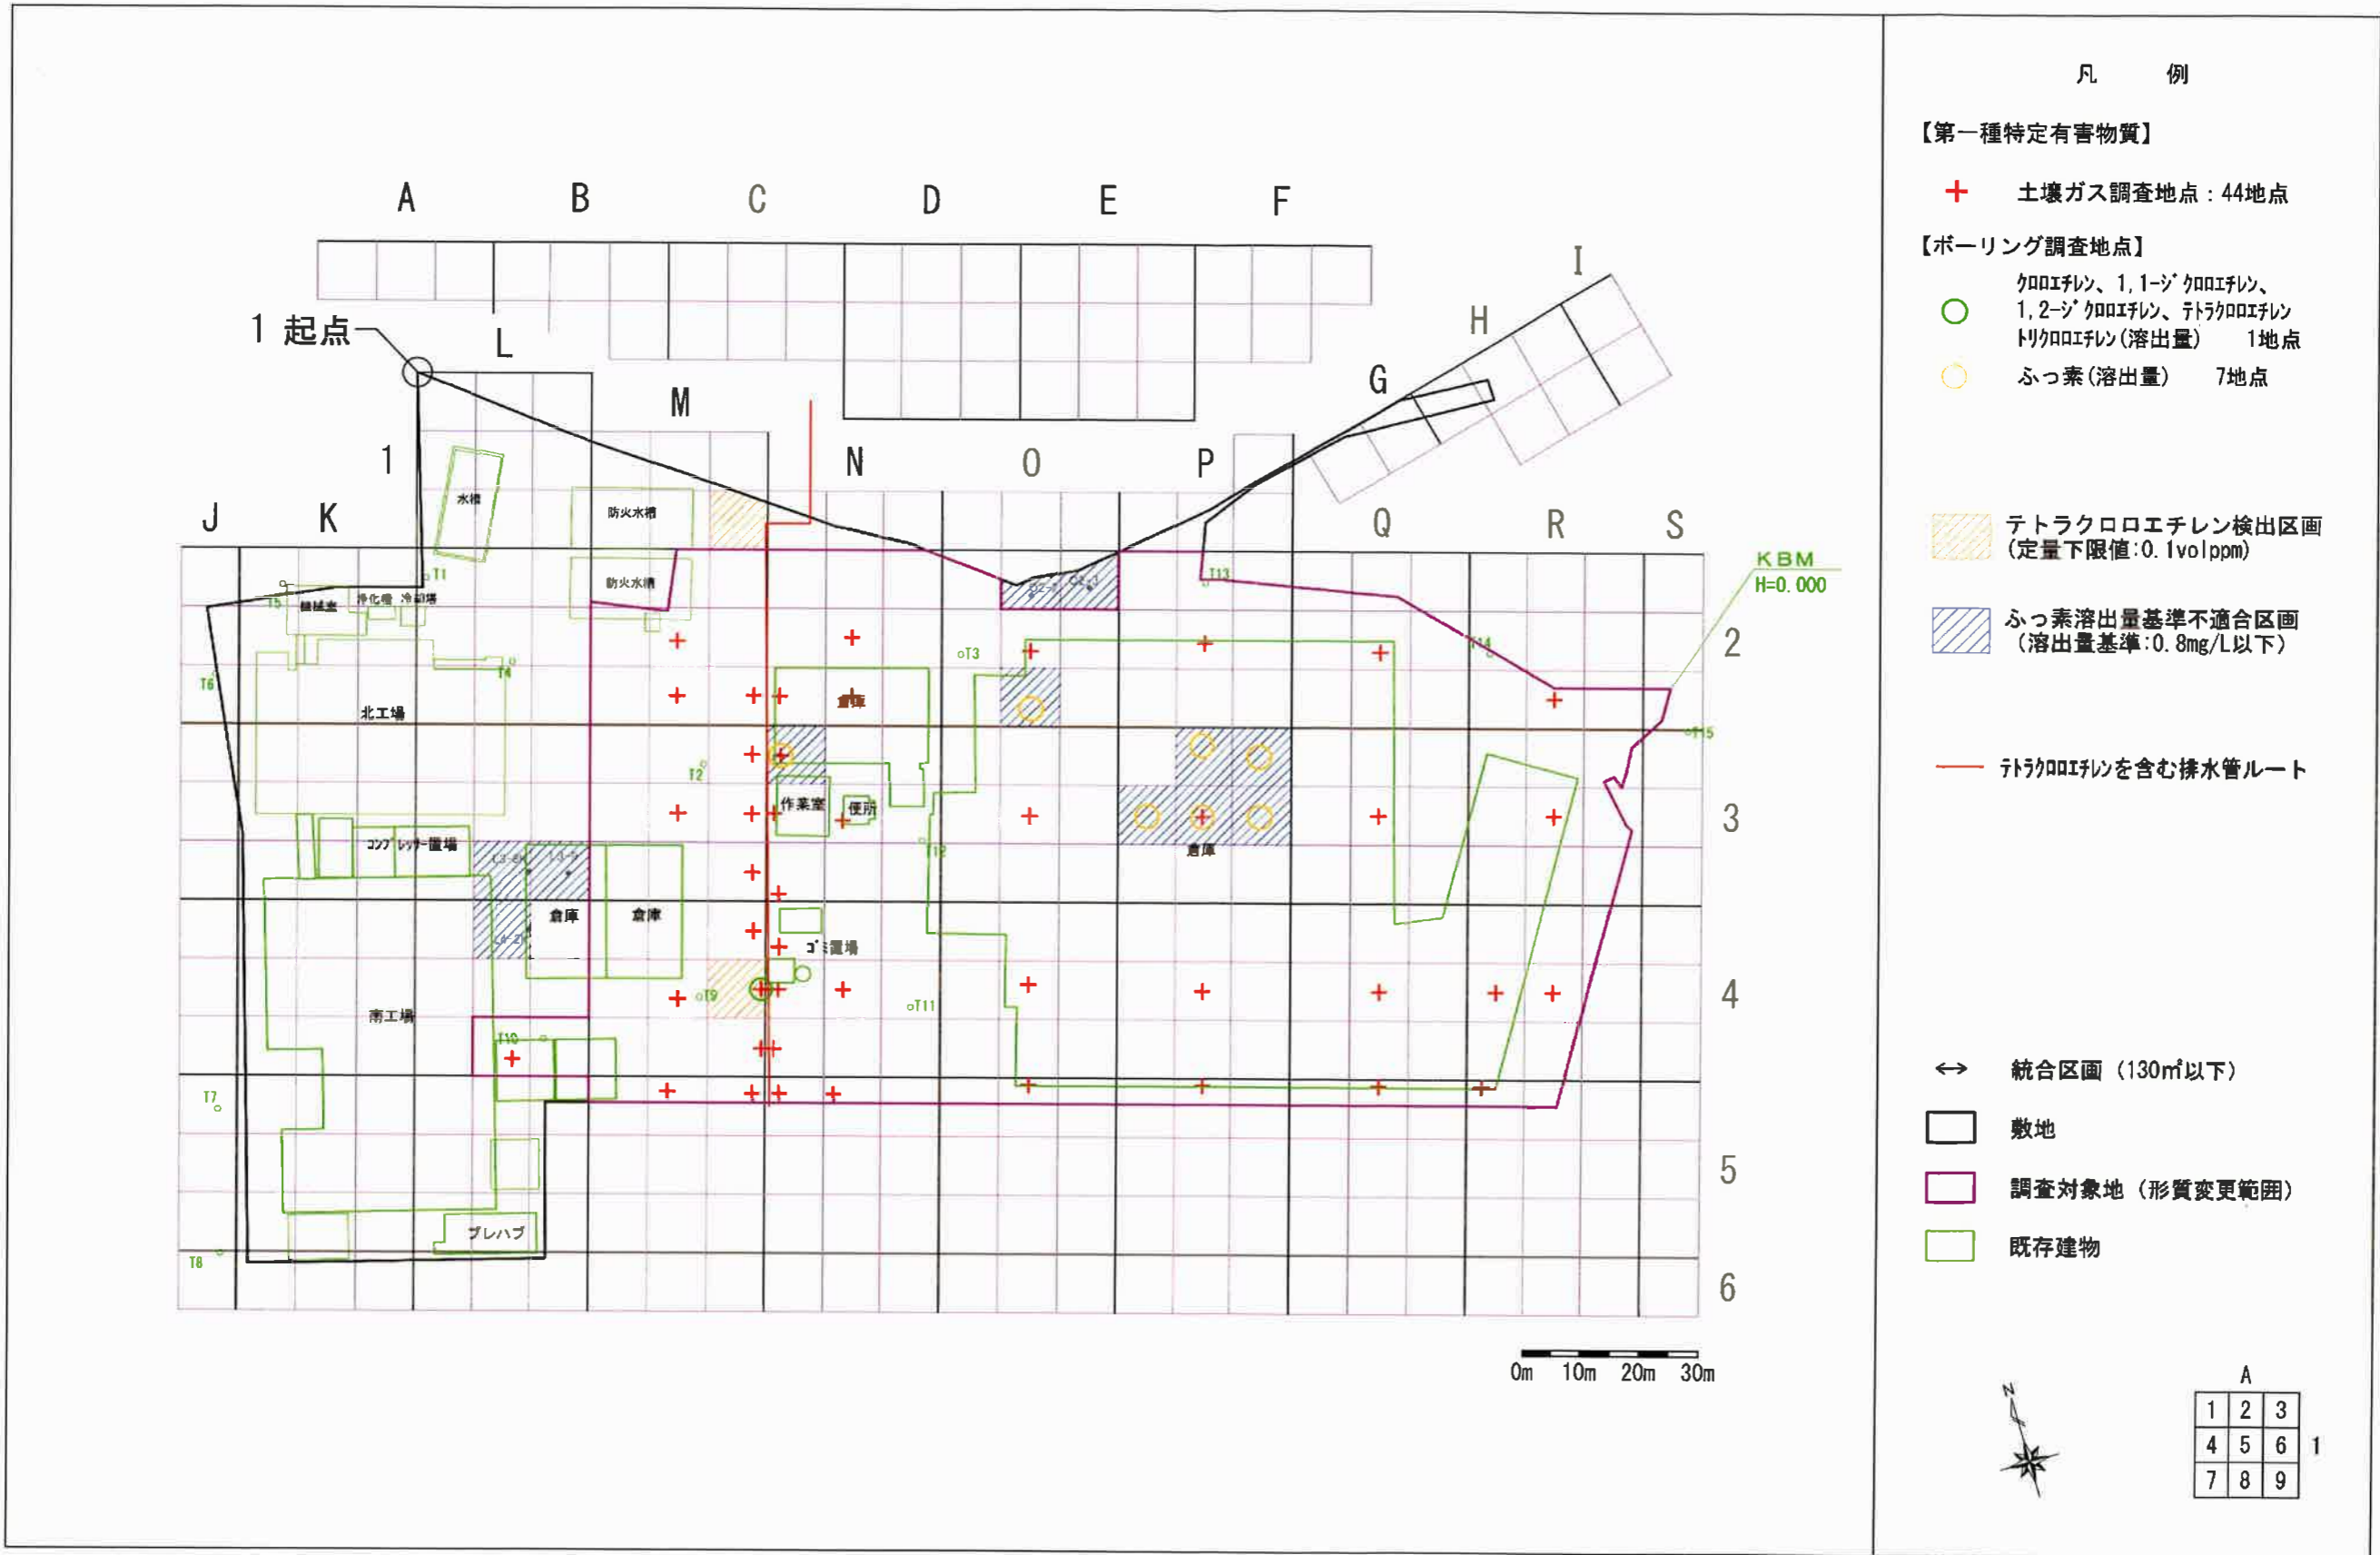 A
B
C
D
E
F
I
H
G
1 起点
L
M
N
O
P
1
J
K
Q
R
S
水槽
防火水槽
防火水槽
KBM
H=0.000
T1
T13
T5
機械室
浄化槽
冷却塔
T14
2
T3
T4
T6
北工場
倉庫
T15
T2
作業室
便所
3
コンプレッサー置場
T12
倉庫
倉庫
倉庫
ゴミ置場
T9
T11
4
南工場
T10
T7
5
プレハブ
T8
6
0m 10m 20m 30m
凡 例
【第一種特定有害物質】
土壌ガス調査地点：44地点
【ボーリング調査地点】
クロロエチレン、1,1-ジクロロエチレン、
1,2-ジクロロエチレン、テトラクロロエチレン
トリクロロエチレン(溶出量) 1地点
ふっ素(溶出量) 7地点
テトラクロロエチレン検出区画
(定量下限値:0.1volppm)
ふっ素溶出量基準不適合区画
(溶出量基準:0.8mg/L以下)
テトラクロロエチレンを含む排水管ルート
統合区画（130㎡以下）
敷地
調査対象地（形質変更範囲）
既存建物
N
A
1 2 3
4 5 6 1
7 8 9